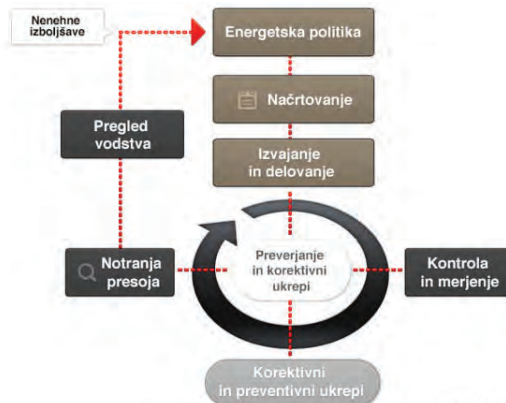 Nenehne
izboljšave
Energetska politika
Načrtovanje
Pregled
vodstva
Izvajanje
in delovanje
Preverjanje
in korektivni
ukrepi
Notranja
presoja
Kontrola
in merjenje
Korektivni
in preventivni ukrepi